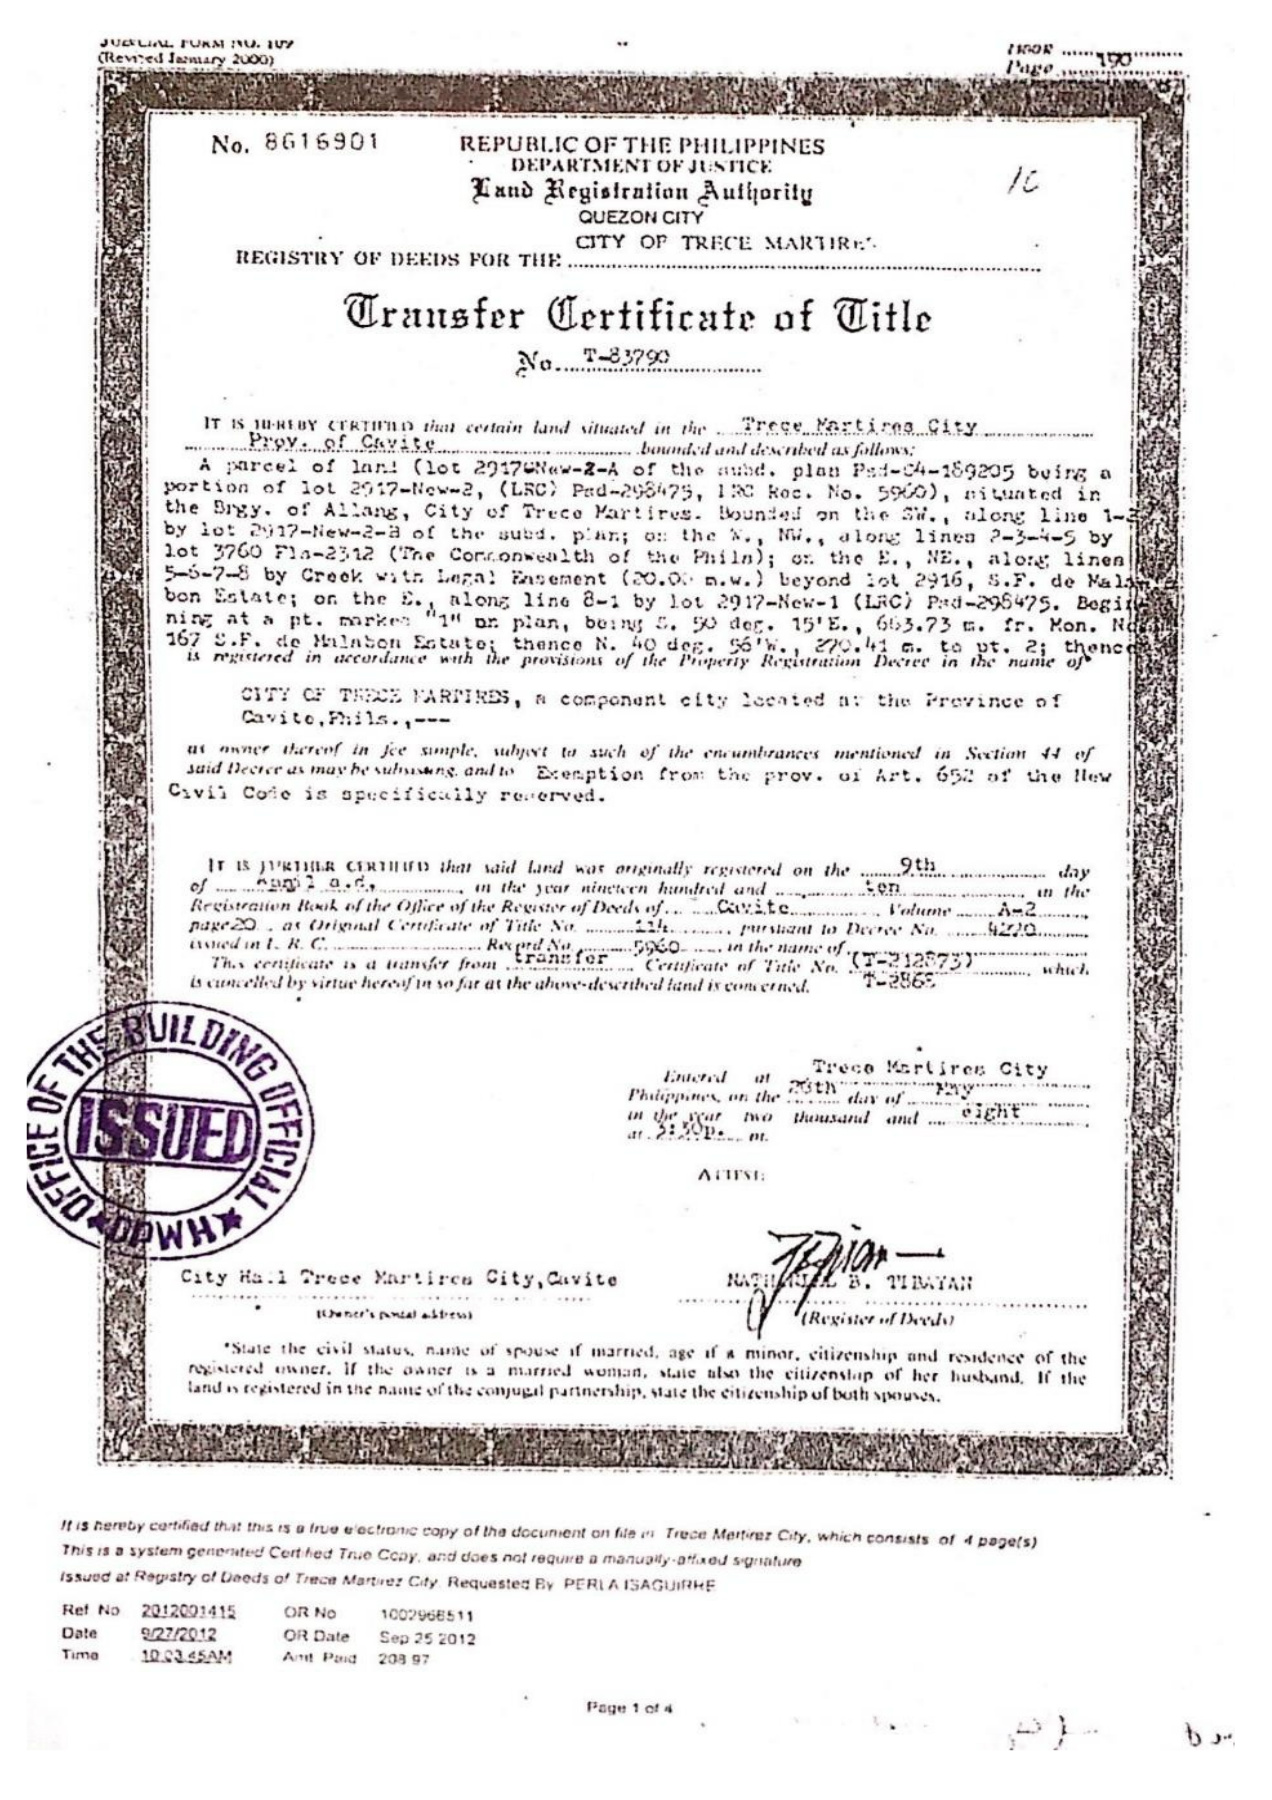 JUDICIAL FORM NO. 109
(Revised January 2000)
Page 190
No. 8616901
REPUBLIC OF THE PHILIPPINES
DEPARTMENT OF JUSTICE
Land Registration Authority
QUEZON CITY
CITY OF TRECE MARTIRES
REGISTRY OF DEEDS FOR THE
10
Transfer Certificate of Title
No. T-83790
IT IS HEREBY CERTIFIED that certain land situated in the Trece Martires City
Prov. of Cavite bounded and described as follows:
A parcel of land (lot 2917-New-2-A of the subd. plan Psd-04-189205 being a
portion of lot 2917-New-2, (LRC) Psd-298475, LRC Rec. No. 5960), situated in
the Brgy. of Allang, City of Trece Martires. Bounded on the SW., along line 1-2
by lot 2917-New-2-B of the subd. plan; on the W., NW., along lines 2-3-4-5 by
lot 3760 Fls-2312 (The Commonwealth of the Phils); on the E., NE., along lines
5-6-7-8 by Creek with Legal Easement (20.00 m.w.) beyond lot 2916, S.F. de Mala
bon Estate; on the E., along line 8-1 by lot 2917-New-1 (LRC) Psd-298475. Begin
ning at a pt. marked "1" on plan, being S. 50 deg. 15'E., 663.73 m. fr. Mon. No.
167 S.F. de Malabon Estate; thence N. 40 deg. 56'W., 270.41 m. to pt. 2; thence
is registered in accordance with the provisions of the Property Registration Decree in the name of
CITY OF TRECE MARTIRES, a component city located at the Province of
Cavite,Phils.,---
as owner thereof in fee simple, subject to such of the encumbrances mentioned in Section 44 of
said Decree as may be subsisting, and to Exemption from the prov. of Art. 652 of the New
Civil Code is specifically reserved.
IT IS FURTHER CERTIFIED that said land was originally registered on the 9th day
of April a.d., in the year nineteen hundred and ten in the
Registration Book of the Office of the Register of Deeds of Cavite Volume A-2
page 20, as Original Certificate of Title No. 114, pursuant to Decree No. 4270
issued in L. R. C. Record No. 5960 in the name of
This certificate is a transfer from transfer Certificate of Title No. (T-212873) which
is cancelled by virtue hereof in so far as the above-described land is concerned. T-2868
OFFICE OF THE BUILDING OFFICIAL
ISSUED
DPWH
Entered at Trece Martires City
Philippines, on the 28th day of May
in the year two thousand and eight
at 3:30p. m.
ATTEST:
City Hall Trece Martires City,Cavite
(Owner's postal address)
NATHANIEL B. TIBAYAN
(Register of Deeds)
*State the civil status, name of spouse if married, age if a minor, citizenship and residence of the
registered owner. If the owner is a married woman, state also the citizenship of her husband. If the
land is registered in the name of the conjugal partnership, state the citizenship of both spouses.
It is hereby certified that this is a true electronic copy of the document on file in Trece Martirez City, which consists of 4 page(s)
This is a system generated Certified True Copy, and does not require a manually-affixed signature
Issued at Registry of Deeds of Trece Martirez City. Requested By PERLA ISAGUIRRE
Ref No 2012001415 OR No 1002968511
Date 9/27/2012 OR Date Sep 25 2012
Time 10:03:45AM Amt Paid 208.97
Page 1 of 4